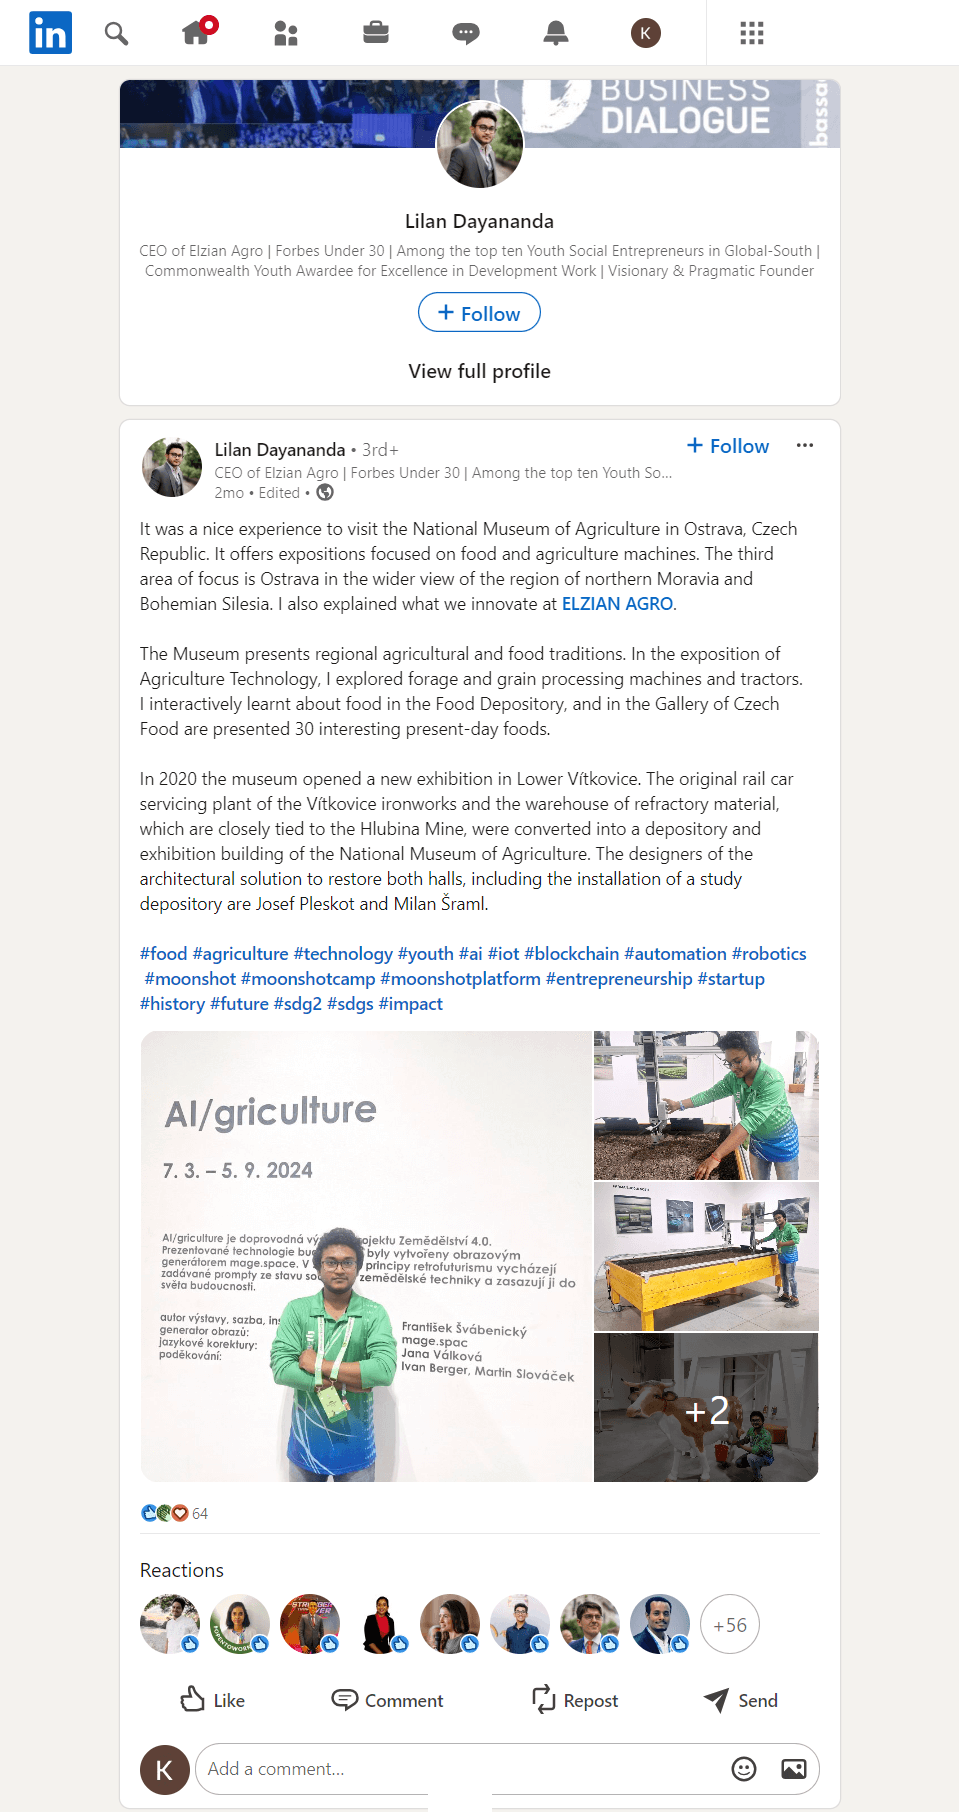 in
K
BUSINESS
DIALOGUE
bassa
Lilan Dayananda
CEO of Elzian Agro | Forbes Under 30 | Among the top ten Youth Social Entrepreneurs in Global-South |
Commonwealth Youth Awardee for Excellence in Development Work | Visionary & Pragmatic Founder
+ Follow
View full profile
Lilan Dayananda • 3rd+
+ Follow
CEO of Elzian Agro | Forbes Under 30 | Among the top ten Youth So...
2mo • Edited •
It was a nice experience to visit the National Museum of Agriculture in Ostrava, Czech
Republic. It offers expositions focused on food and agriculture machines. The third
area of focus is Ostrava in the wider view of the region of northern Moravia and
Bohemian Silesia. I also explained what we innovate at ELZIAN AGRO.
The Museum presents regional agricultural and food traditions. In the exposition of
Agriculture Technology, I explored forage and grain processing machines and tractors.
I interactively learnt about food in the Food Depository, and in the Gallery of Czech
Food are presented 30 interesting present-day foods.
In 2020 the museum opened a new exhibition in Lower Vítkovice. The original rail car
servicing plant of the Vítkovice ironworks and the warehouse of refractory material,
which are closely tied to the Hlubina Mine, were converted into a depository and
exhibition building of the National Museum of Agriculture. The designers of the
architectural solution to restore both halls, including the installation of a study
depository are Josef Pleskot and Milan Šraml.
#food #agriculture #technology #youth #ai #iot #blockchain #automation #robotics
#moonshot #moonshotcamp #moonshotplatform #entrepreneurship #startup
#history #future #sdg2 #sdgs #impact
AI/griculture
7. 3. – 5. 9. 2024
AI/griculture je doprovodná vý ojektu Zemědělství 4.0.
Prezentované technologie bu byly vytvořeny obrazovým
generátorem mage.space. V principy retrofuturismu vycházejí
zadávané prompty ze stavu sou zemědělské techniky a zasazují ji do
světa budoucnosti.
autor výstavy, sazba, ins František Švábenický
generator obrazů: mage.spac
jazykové korektury: Jana Válková
poděkování: Ivan Berger, Martin Slováček
+2
64
Reactions
#OPENTOWORK
+56
Like
Comment
Repost
Send
K
Add a comment...